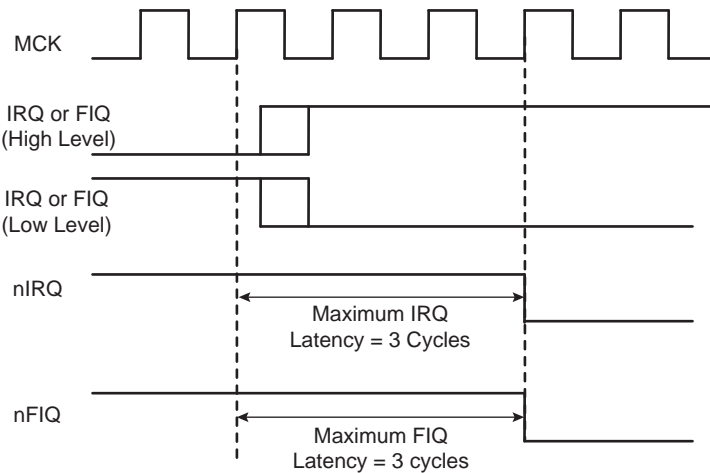 MCK
IRQ or FIQ
(High Level)
IRQ or FIQ
(Low Level)
nIRQ
Maximum IRQ
Latency = 3 Cycles
nFIQ
Maximum FIQ
Latency = 3 cycles